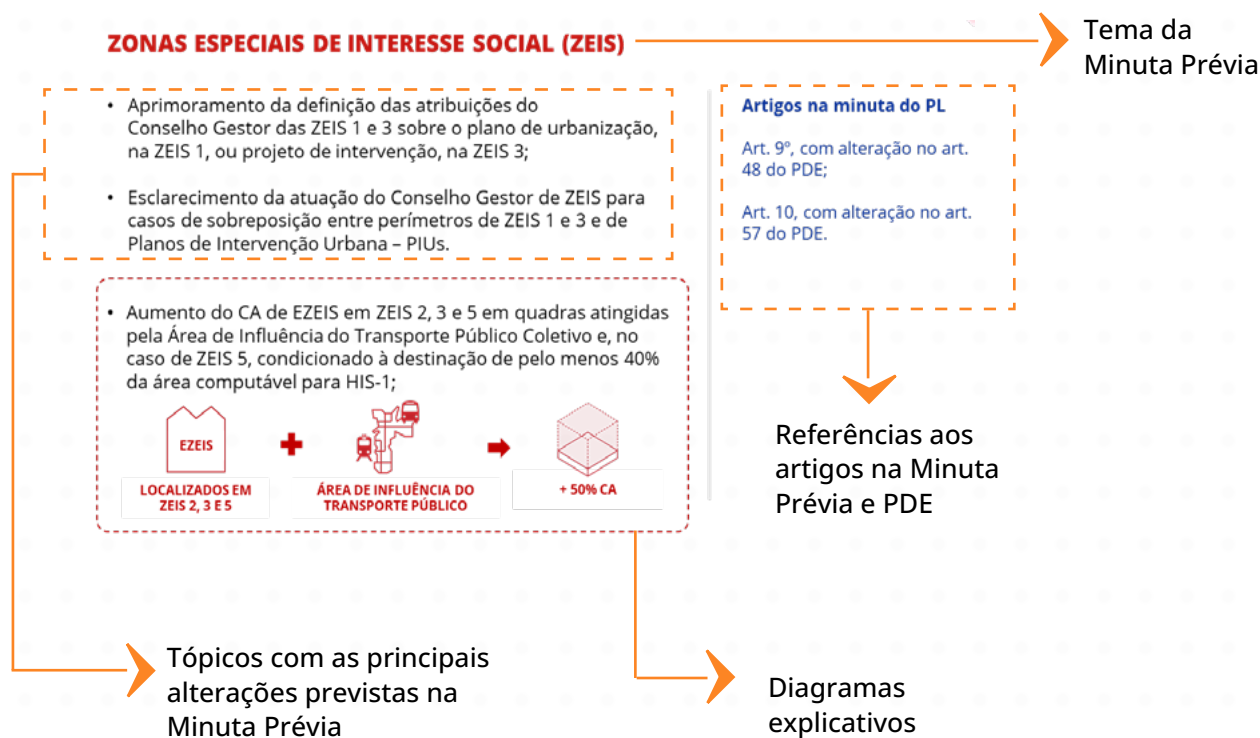 ZONAS ESPECIAIS DE INTERESSE SOCIAL (ZEIS)
Tema da
Minuta Prévia
• Aprimoramento da definição das atribuições do
Conselho Gestor das ZEIS 1 e 3 sobre o plano de urbanização,
na ZEIS 1, ou projeto de intervenção, na ZEIS 3;
• Esclarecimento da atuação do Conselho Gestor de ZEIS para
casos de sobreposição entre perímetros de ZEIS 1 e 3 e de
Planos de Intervenção Urbana – PIUs.
Artigos na minuta do PL
Art. 9º, com alteração no art.
48 do PDE;
Art. 10, com alteração no art.
57 do PDE.
• Aumento do CA de EZEIS em ZEIS 2, 3 e 5 em quadras atingidas
pela Área de Influência do Transporte Público Coletivo e, no
caso de ZEIS 5, condicionado à destinação de pelo menos 40%
da área computável para HIS-1;
EZEIS
LOCALIZADOS EM
ZEIS 2, 3 E 5
ÁREA DE INFLUÊNCIA DO
TRANSPORTE PÚBLICO
+ 50% CA
Referências aos
artigos na Minuta
Prévia e PDE
Tópicos com as principais
alterações previstas na
Minuta Prévia
Diagramas
explicativos